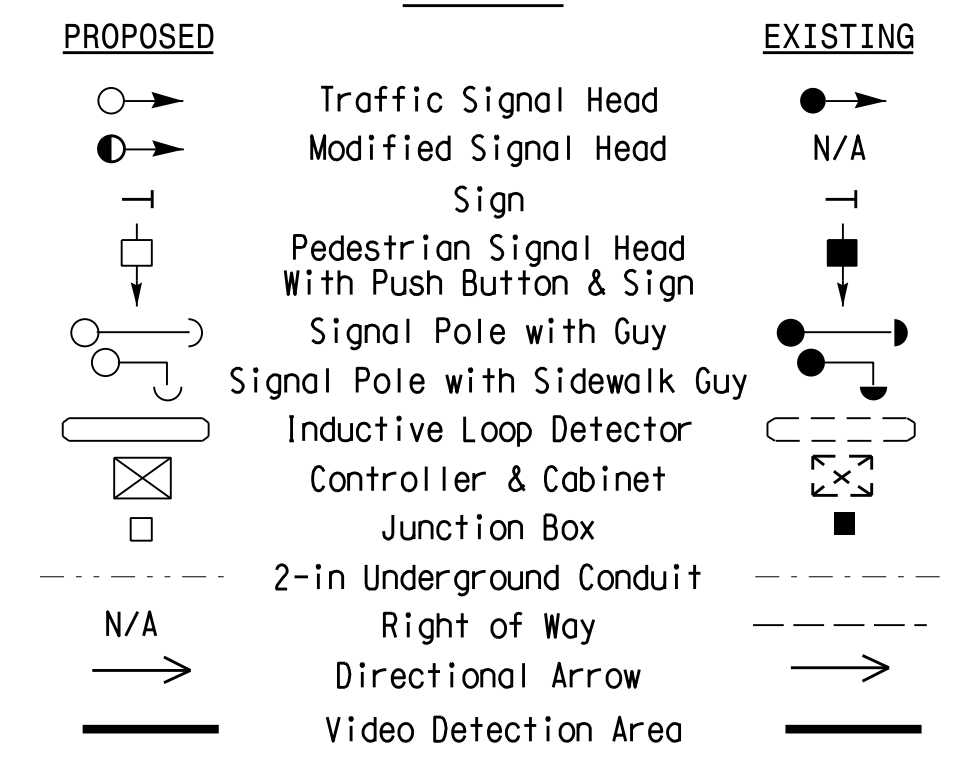 PROPOSED EXISTING
Traffic Signal Head
Modified Signal Head N/A
Sign
Pedestrian Signal Head
With Push Button & Sign
Signal Pole with Guy
Signal Pole with Sidewalk Guy
Inductive Loop Detector
Controller & Cabinet
Junction Box
2-in Underground Conduit
N/A Right of Way
Directional Arrow
Video Detection Area